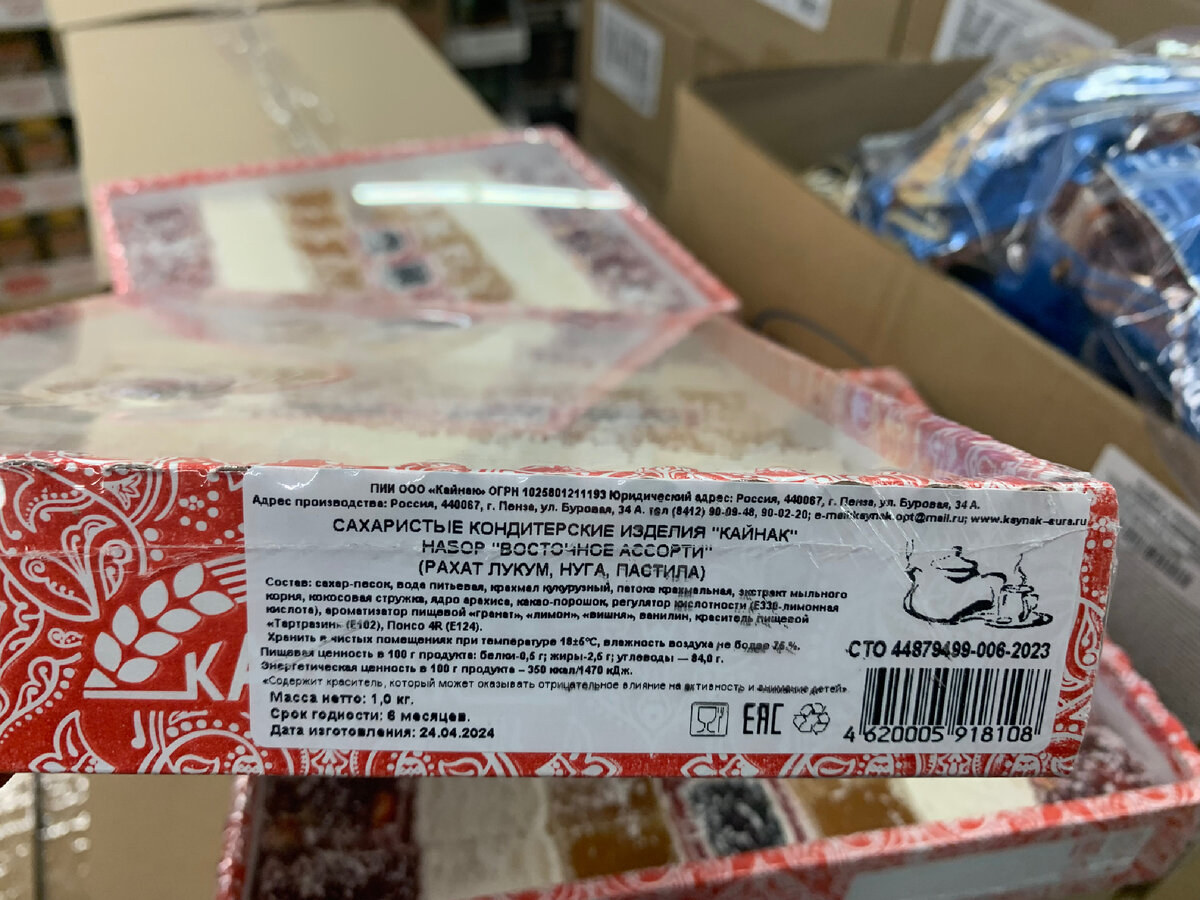 ПИИ ООО «Кайнак» ОГРН 1025801211193 Юридический адрес: Россия, 440067, г. Пенза, ул. Буровая, 34 А.
Адрес производства: Россия, 440067, г. Пенза, ул. Буровая, 34 А. тел (8412) 90-09-48, 90-02-20; e-mail:kaynak.opt@mail.ru; www.kaynak-aura.ru
САХАРИСТЫЕ КОНДИТЕРСКИЕ ИЗДЕЛИЯ "КАЙНАК"
НАБОР "ВОСТОЧНОЕ АССОРТИ"
(РАХАТ ЛУКУМ, НУГА, ПАСТИЛА)
Состав: сахар-песок, вода питьевая, крахмал кукурузный, патока крахмальная, экстракт мыльного
корня, кокосовая стружка, ядро арахиса, какао-порошок, регулятор кислотности (Е330-лимонная
кислота), ароматизатор пищевой «гранат», «лимон», «вишня», ванилин, краситель пищевой
«Тартразин» (Е102), Понсо 4R (Е124).
Хранить в чистых помещениях при температуре 18±5°С, влажность воздуха не более 75 %.
Пищевая ценность в 100 г продукта: белки-0,5 г; жиры-2,6 г; углеводы — 84,0 г.
Энергетическая ценность в 100 г продукта – 350 ккал/1470 кДж.
«Содержит краситель, который может оказывать отрицательное влияние на активность и внимание детей»
Масса нетто: 1,0 кг.
Срок годности: 6 месяцев.
Дата изготовления: 24.04.2024
СТО 44879499-006-2023
EAC
4 620005 918108
КА